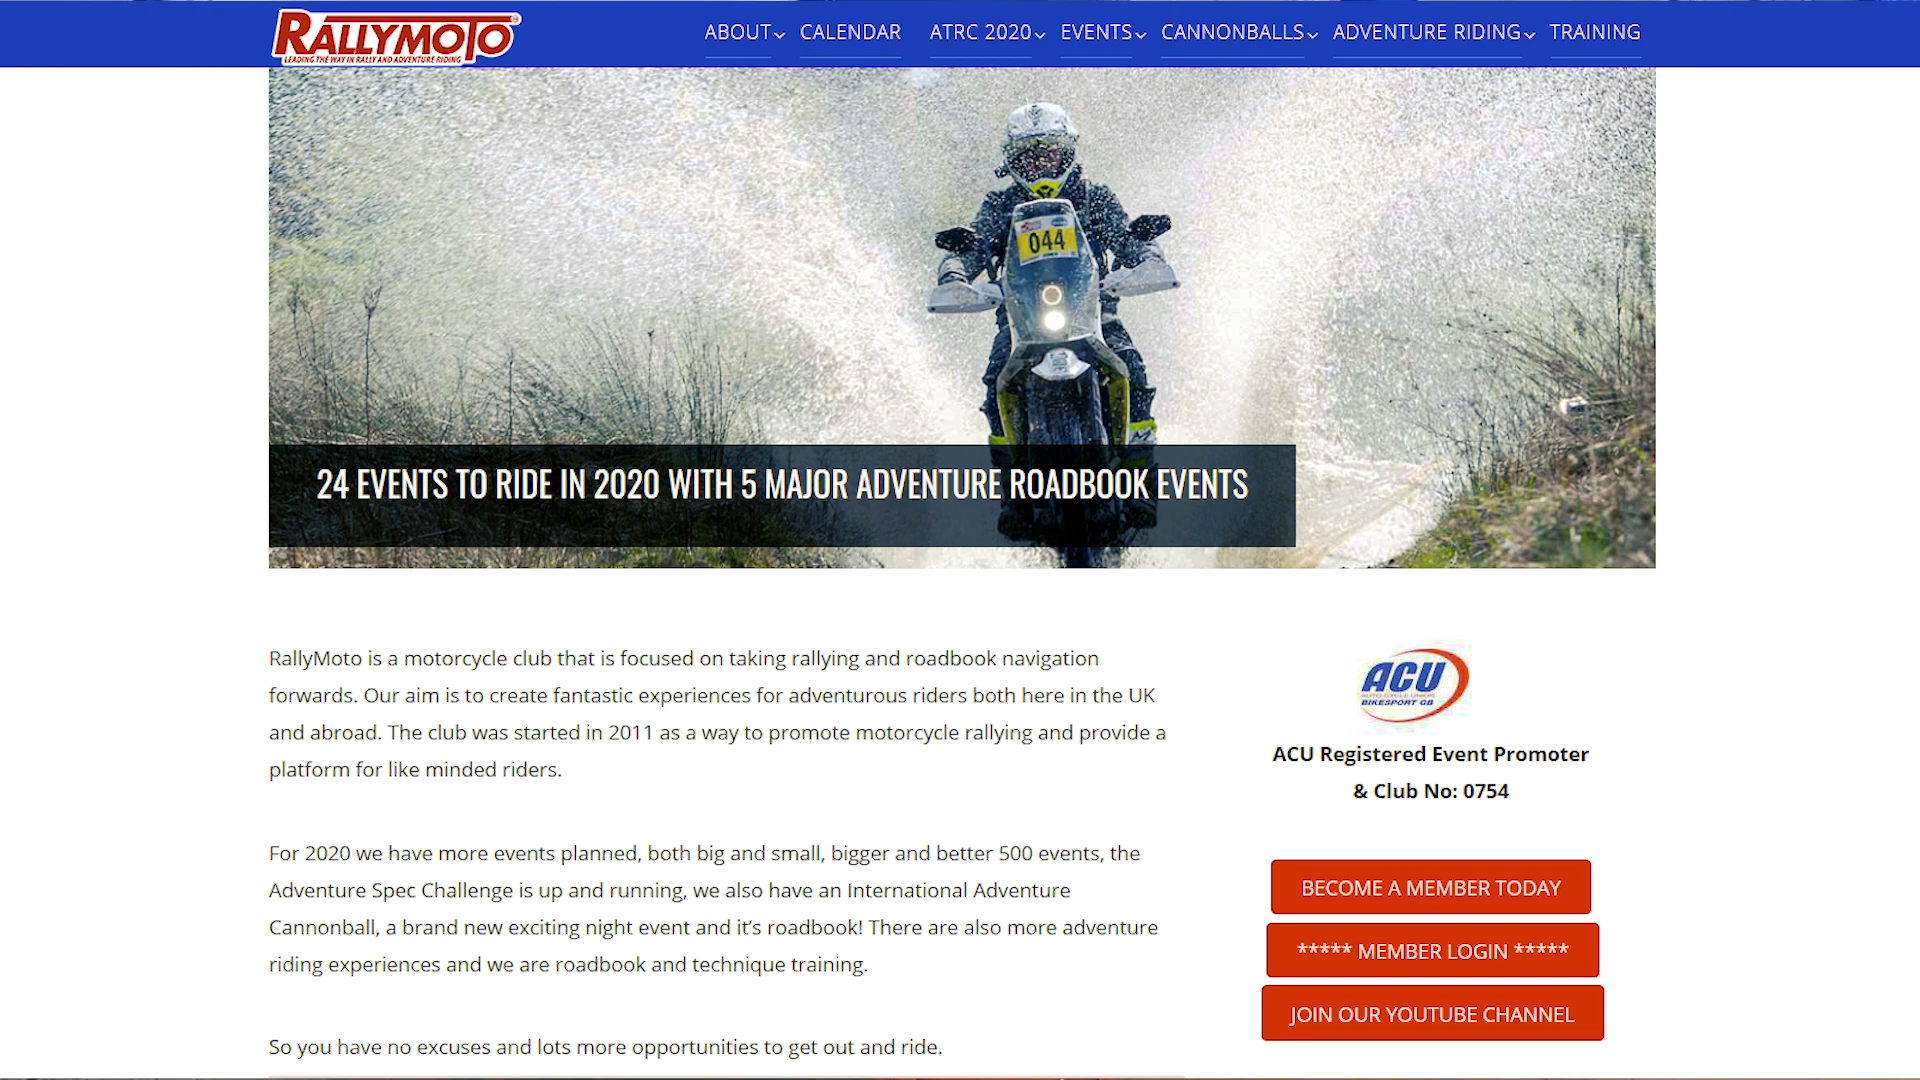 RALLYMOTO
LEADING THE WAY IN RALLY AND ADVENTURE RIDING
ABOUT CALENDAR ATRC 2020 EVENTS CANNONBALLS ADVENTURE RIDING TRAINING
044
24 EVENTS TO RIDE IN 2020 WITH 5 MAJOR ADVENTURE ROADBOOK EVENTS
RallyMoto is a motorcycle club that is focused on taking rallying and roadbook navigation
forwards. Our aim is to create fantastic experiences for adventurous riders both here in the UK
and abroad. The club was started in 2011 as a way to promote motorcycle rallying and provide a
platform for like minded riders.
For 2020 we have more events planned, both big and small, bigger and better 500 events, the
Adventure Spec Challenge is up and running, we also have an International Adventure
Cannonball, a brand new exciting night event and it’s roadbook! There are also more adventure
riding experiences and we are roadbook and technique training.
So you have no excuses and lots more opportunities to get out and ride.
ACU
AUTO CYCLE UNION
BIKESPORT GB
ACU Registered Event Promoter
& Club No: 0754
BECOME A MEMBER TODAY
***** MEMBER LOGIN *****
JOIN OUR YOUTUBE CHANNEL